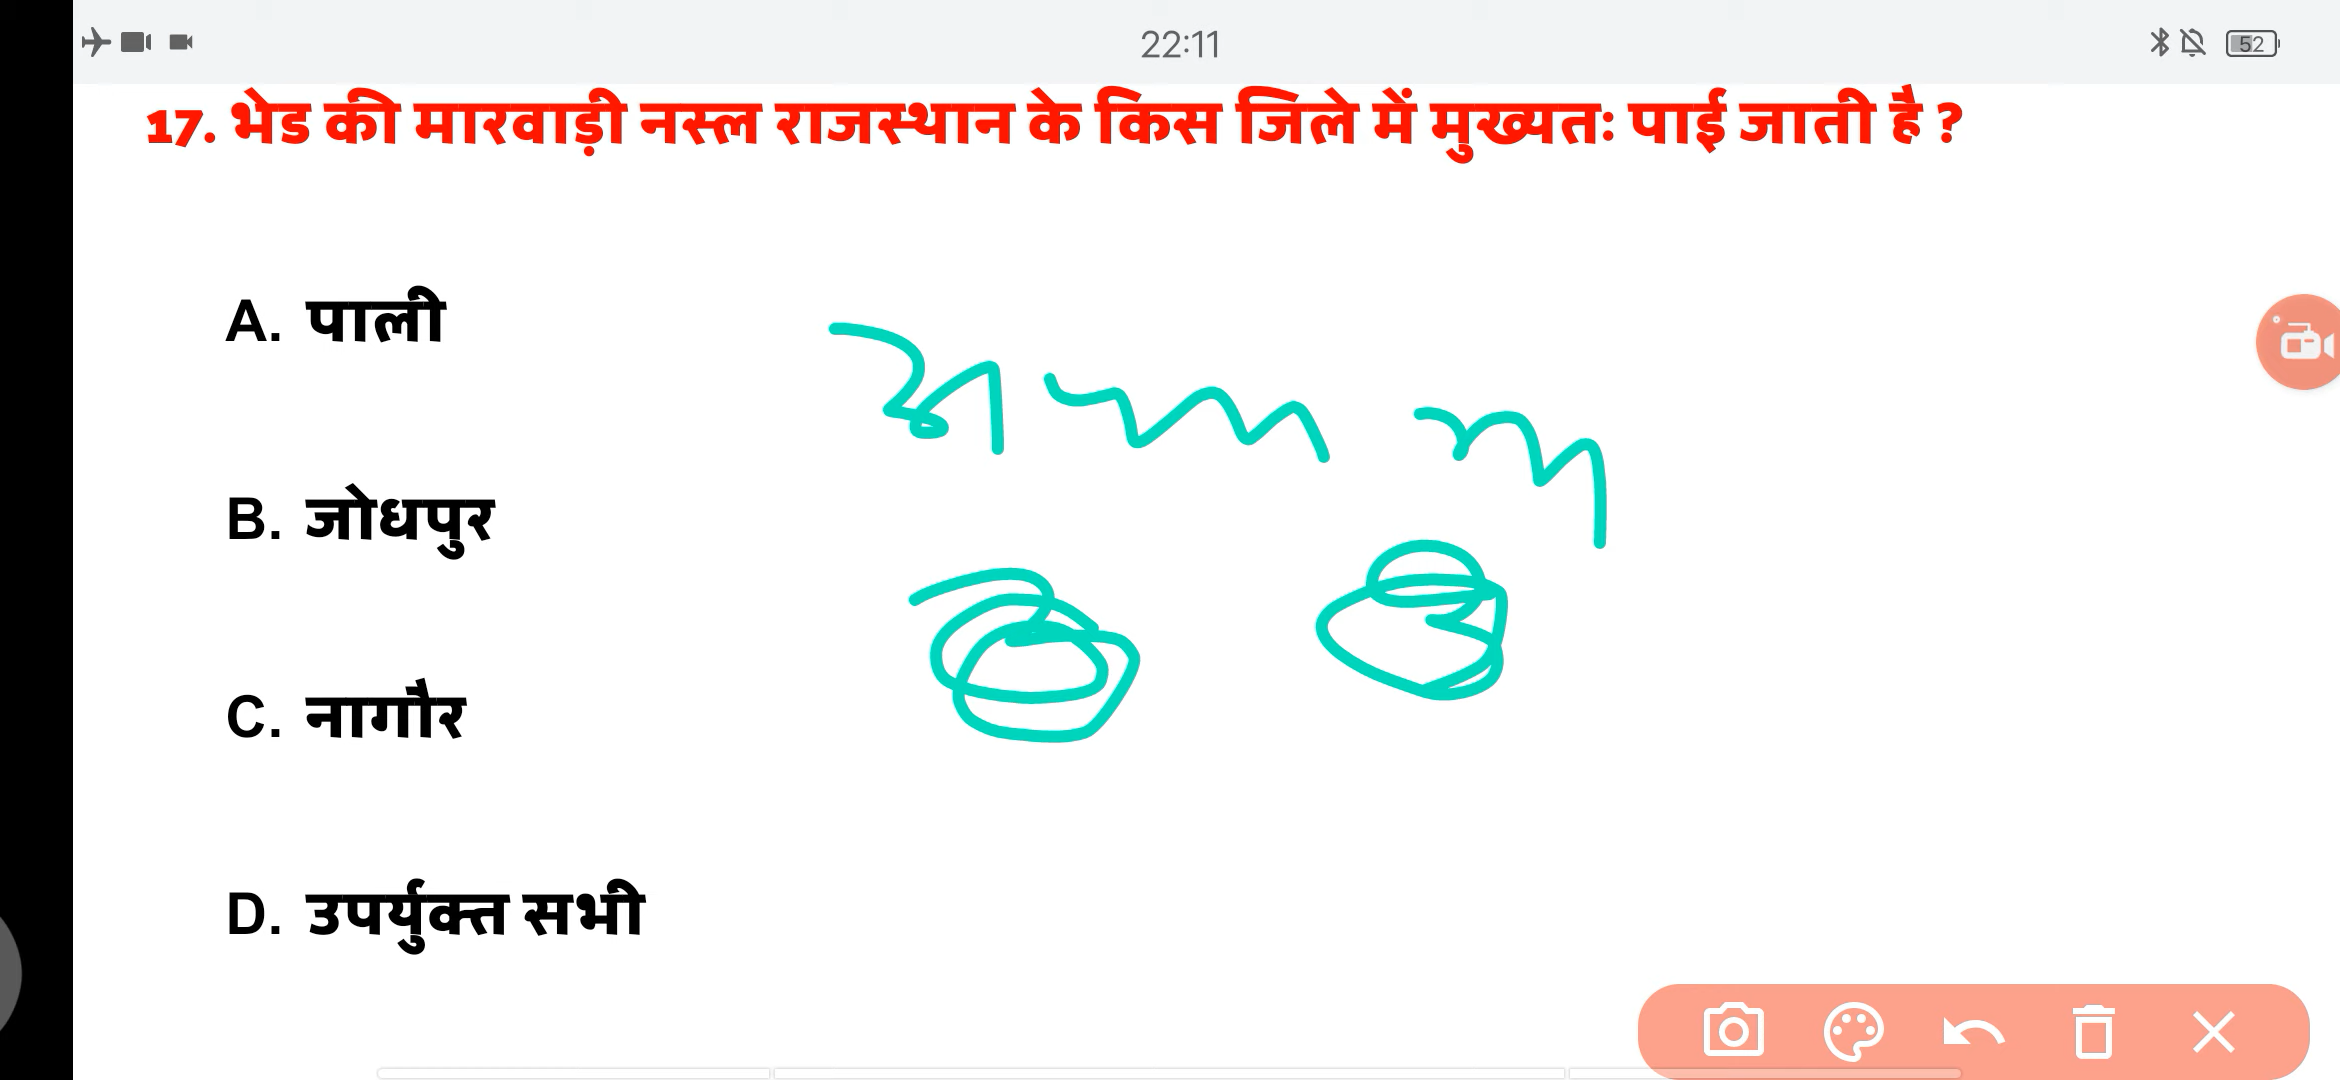 22:11
52
17. भेड की मारवाड़ी नस्ल राजस्थान के किस जिले में मुख्यतः पाई जाती है ?
A. पाली
B. जोधपुर
C. नागौर
D. उपर्युक्त सभी